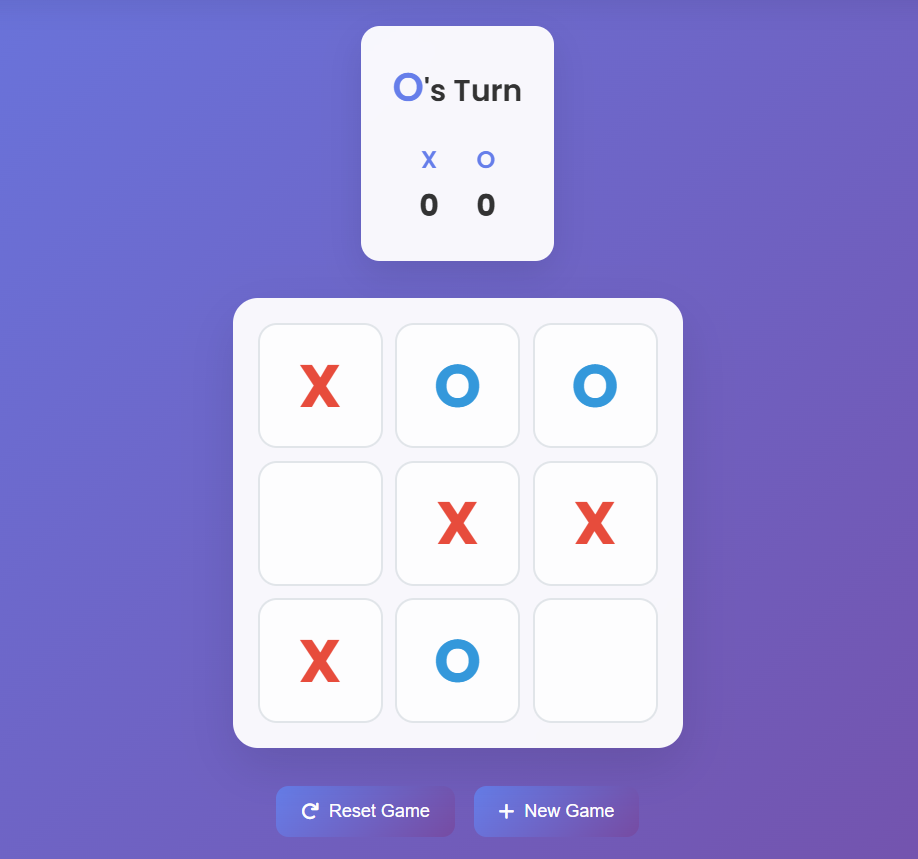 O's Turn
X O
0 0
X O O
X X
X O
Reset Game New Game